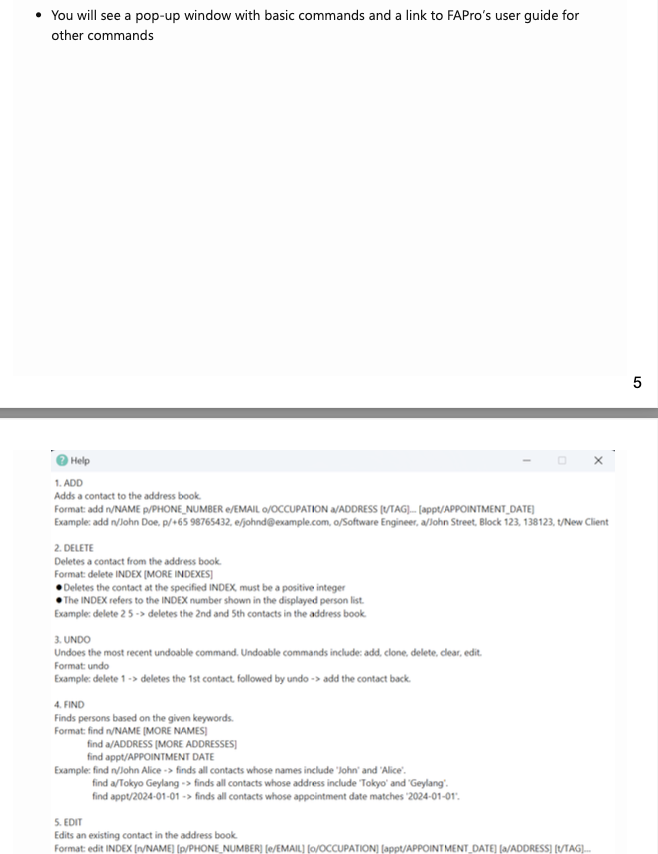 • You will see a pop-up window with basic commands and a link to FAPro's user guide for
other commands
5
? Help
1. ADD
Adds a contact to the address book.
Format: add n/NAME p/PHONE_NUMBER e/EMAIL o/OCCUPATION a/ADDRESS [t/TAG]... [appt/APPOINTMENT_DATE]
Example: add n/John Doe, p/+65 98765432, e/johnd@example.com, o/Software Engineer, a/John Street, Block 123, 138123, t/New Client
2. DELETE
Deletes a contact from the address book.
Format: delete INDEX [MORE INDEXES]
● Deletes the contact at the specified INDEX, must be a positive integer
● The INDEX refers to the INDEX number shown in the displayed person list.
Example: delete 2 5 -> deletes the 2nd and 5th contacts in the address book.
3. UNDO
Undoes the most recent undoable command. Undoable commands include: add, clone, delete, clear, edit.
Format: undo
Example: delete 1 -> deletes the 1st contact, followed by undo -> add the contact back.
4. FIND
Finds persons based on the given keywords.
Format: find n/NAME [MORE NAMES]
find a/ADDRESS [MORE ADDRESSES]
find appt/APPOINTMENT DATE
Example: find n/John Alice -> finds all contacts whose names include 'John' and 'Alice'.
find a/Tokyo Geylang -> finds all contacts whose address include 'Tokyo' and 'Geylang'.
find appt/2024-01-01 -> finds all contacts whose appointment date matches '2024-01-01'.
5. EDIT
Edits an existing contact in the address book.
Format: edit INDEX [n/NAME] [p/PHONE_NUMBER] [e/EMAIL] [o/OCCUPATION] [appt/APPOINTMENT_DATE] [a/ADDRESS] [t/TAG]...